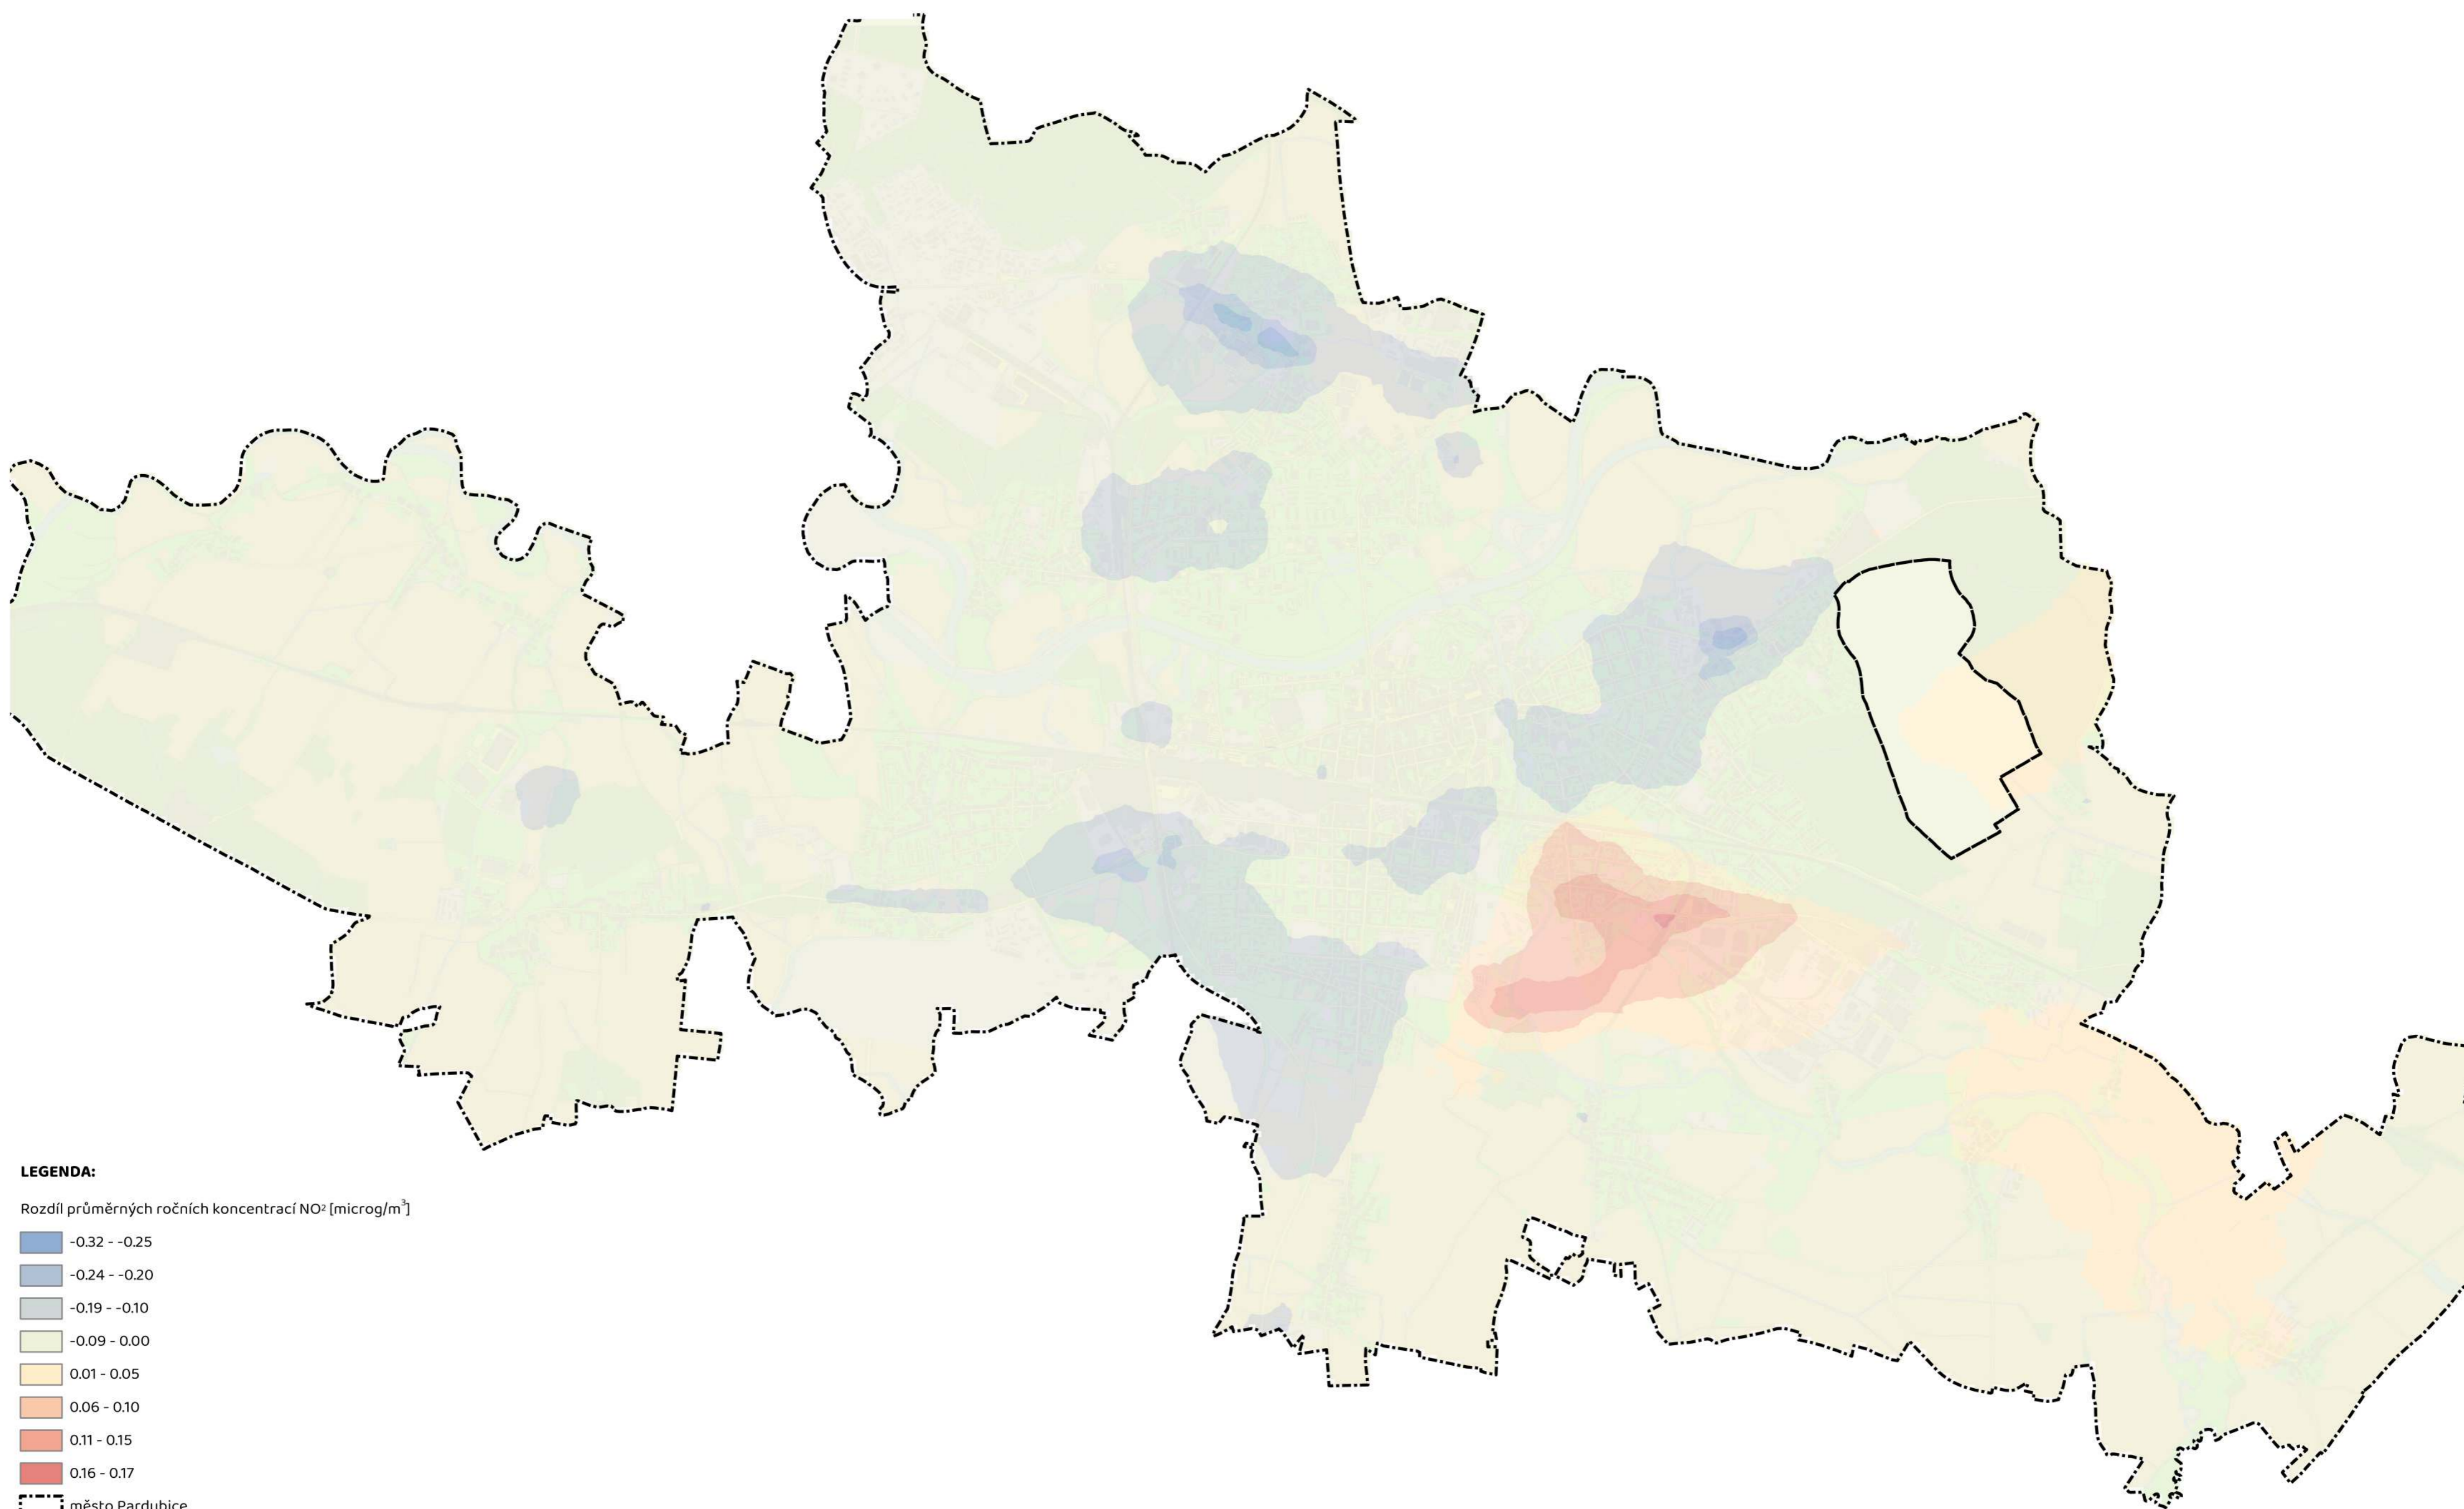 LEGENDA:
Rozdíl průměrných ročních koncentrací NO² [microg/m³]
-0.32 - -0.25
-0.24 - -0.20
-0.19 - -0.10
-0.09 - 0.00
0.01 - 0.05
0.06 - 0.10
0.11 - 0.15
0.16 - 0.17
město Pardubice